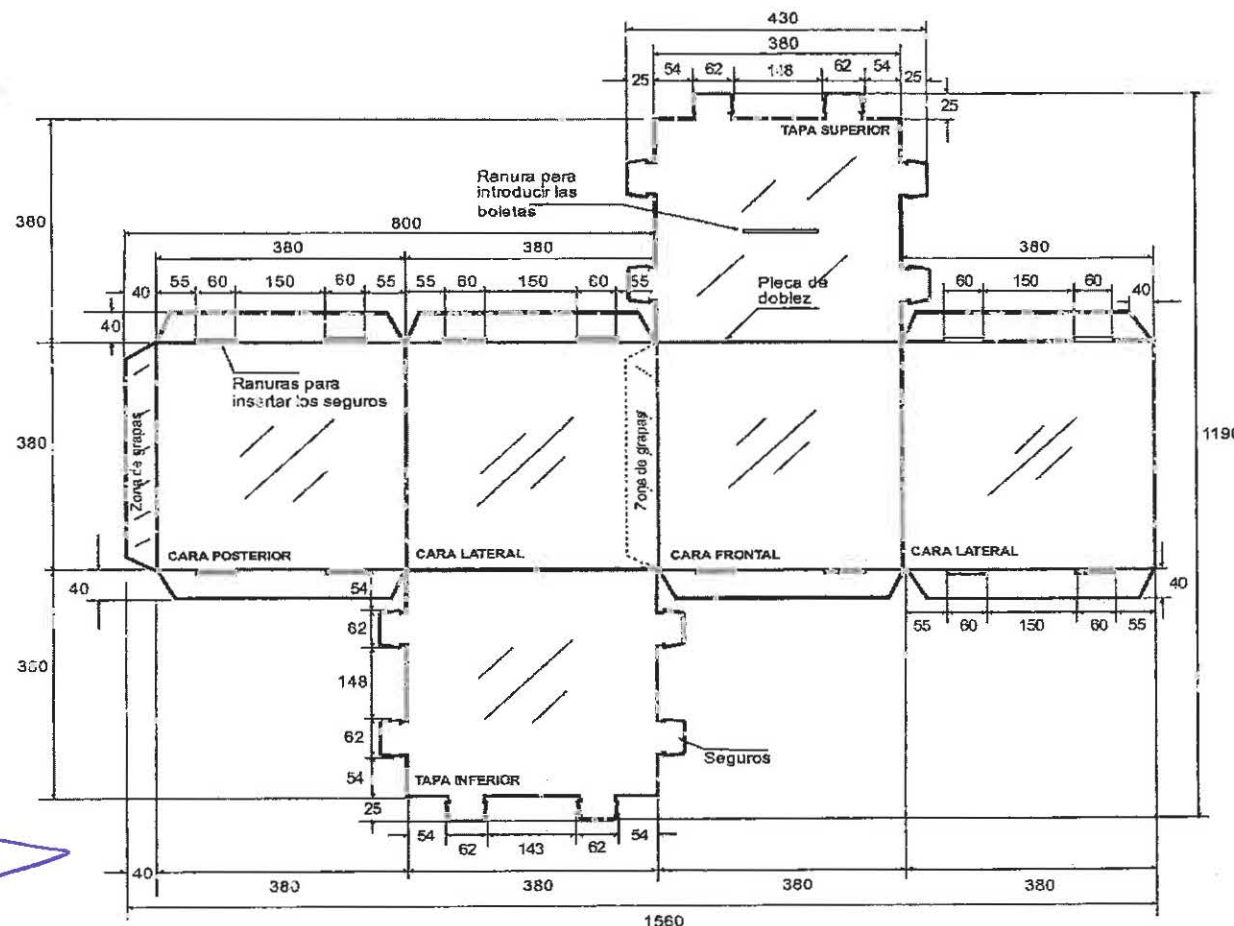 430
380
54 62 148 62 54
25 25
25
TAPA SUPERIOR
Ranura para
introducir las
boletas
380
800
380 380 380
55 60 150 60 55 55 60 150 60 55
60 150 60
40 40
40
Pleca de
doblez
Ranuras para
insertar los seguros
380
1190
Zona de grapas
Zona de grapas
CARA POSTERIOR
CARA LATERAL
CARA FRONTAL
CARA LATERAL
40
54
40
55 60 150 60 55
62
380
148
62
Seguros
54
TAPA INFERIOR
25
54 62 143 62 54
40 380 380 380 380
1560